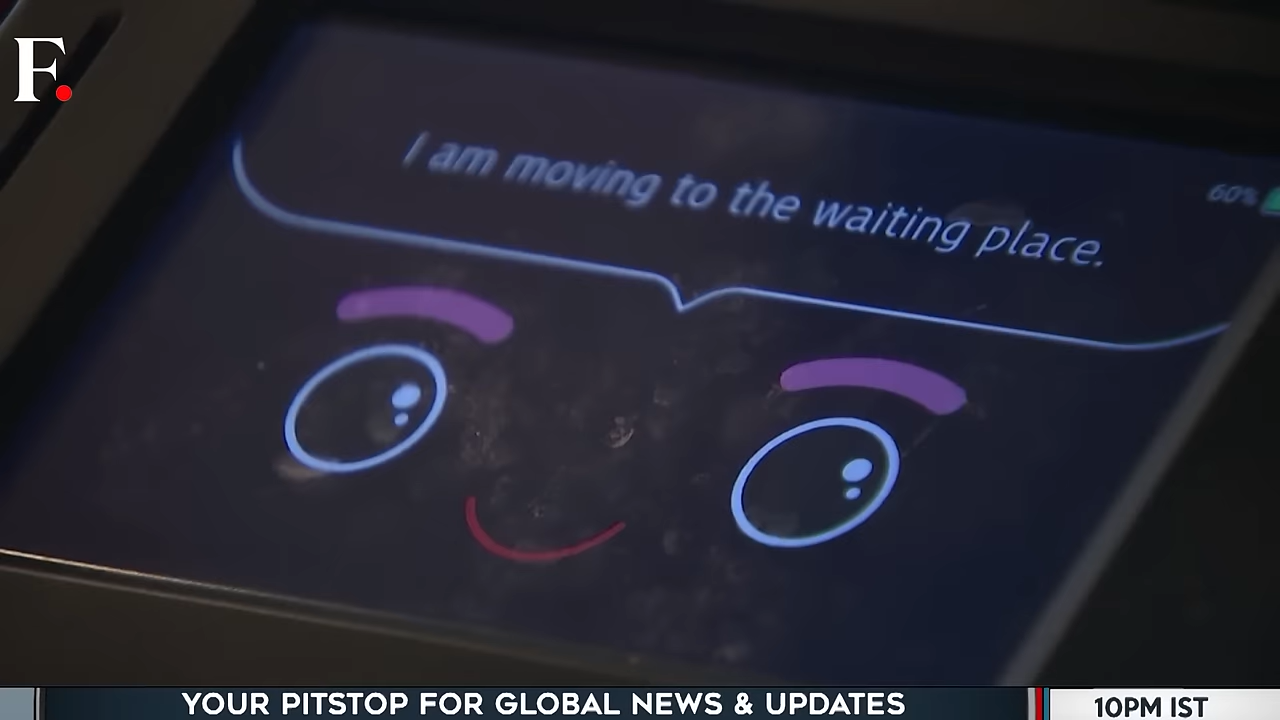 F.
I am moving to the waiting place.
60%
YOUR PITSTOP FOR GLOBAL NEWS & UPDATES
10PM IST